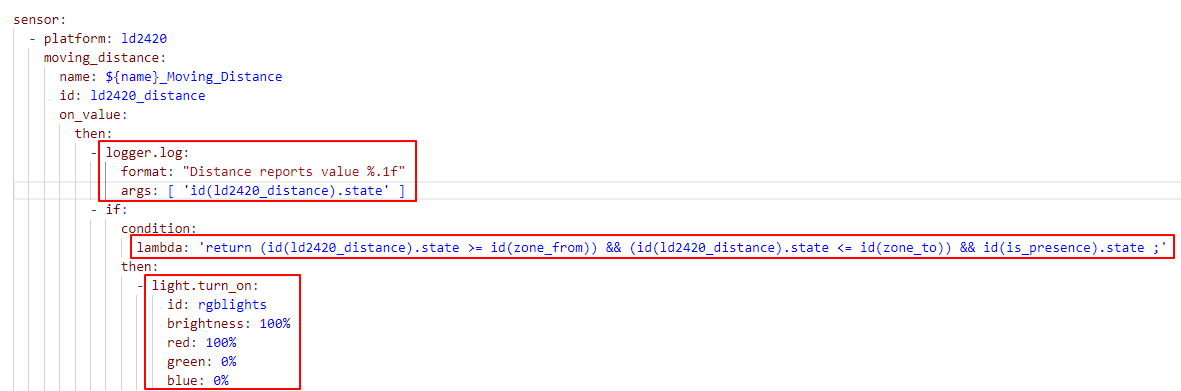 sensor:
- platform: ld2420
moving_distance:
name: ${name}_Moving_Distance
id: ld2420_distance
on_value:
then:
- logger.log:
format: "Distance reports value %.1f"
args: [ 'id(ld2420_distance).state' ]
- if:
condition:
lambda: 'return (id(ld2420_distance).state >= id(zone_from)) && (id(ld2420_distance).state <= id(zone_to)) && id(is_presence).state ;'
then:
- light.turn_on:
id: rgblights
brightness: 100%
red: 100%
green: 0%
blue: 0%